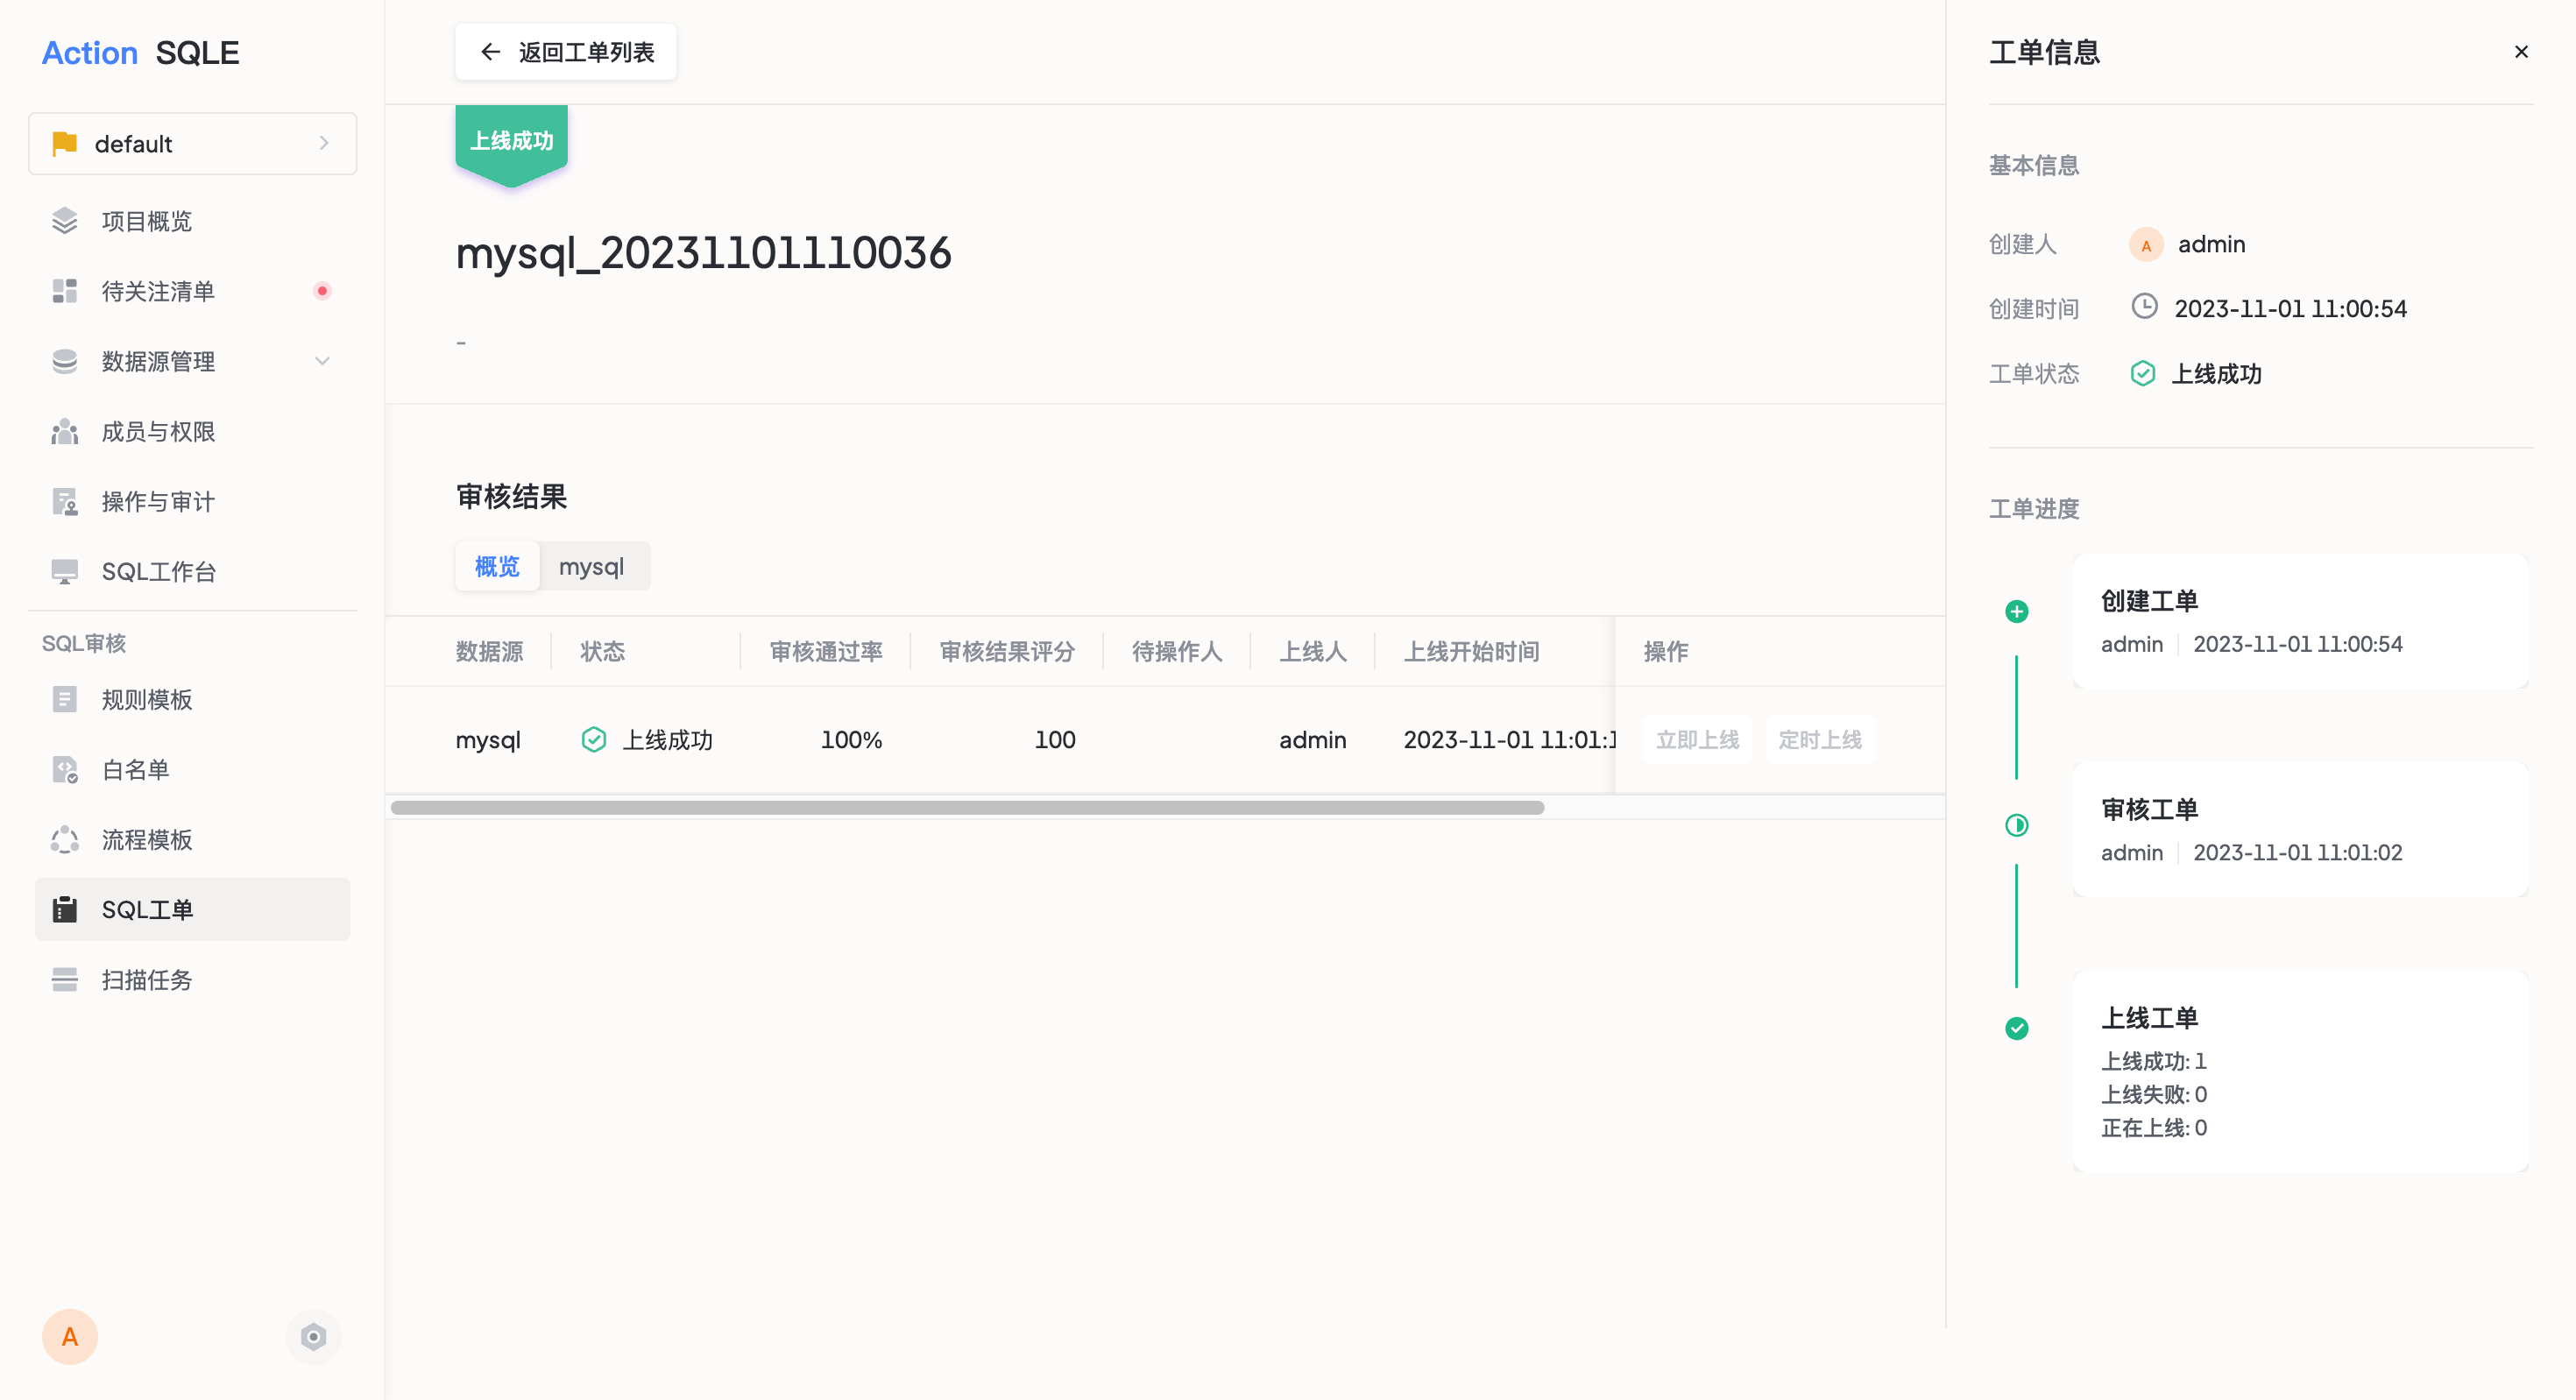 Action SQLE
default
项目概览
待关注清单
数据源管理
成员与权限
操作与审计
SQL工作台
SQL审核
规则模板
白名单
流程模板
SQL工单
扫描任务
A
返回工单列表
上线成功
mysql_20231101110036
-
审核结果
概览 mysql
数据源 状态 审核通过率 审核结果评分 待操作人 上线人 上线开始时间 操作
mysql 上线成功 100% 100 admin 2023-11-01 11:01:1 立即上线 定时上线
工单信息
基本信息
创建人 A admin
创建时间 2023-11-01 11:00:54
工单状态 上线成功
工单进度
创建工单
admin 2023-11-01 11:00:54
审核工单
admin 2023-11-01 11:01:02
上线工单
上线成功: 1
上线失败: 0
正在上线: 0